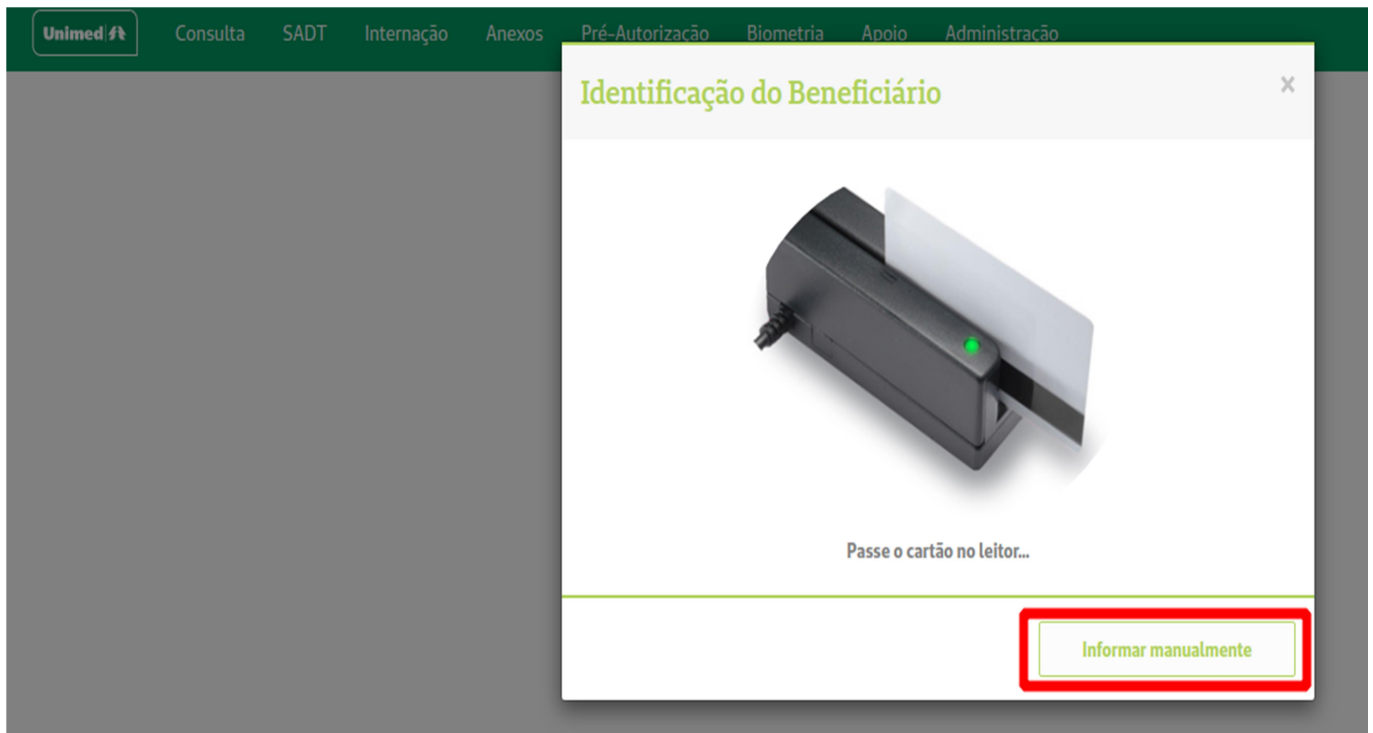 Unimed
Consulta SADT Internação Anexos Pré-Autorização Biometria Apoio Administração
Identificação do Beneficiário ×
Passe o cartão no leitor...
Informar manualmente